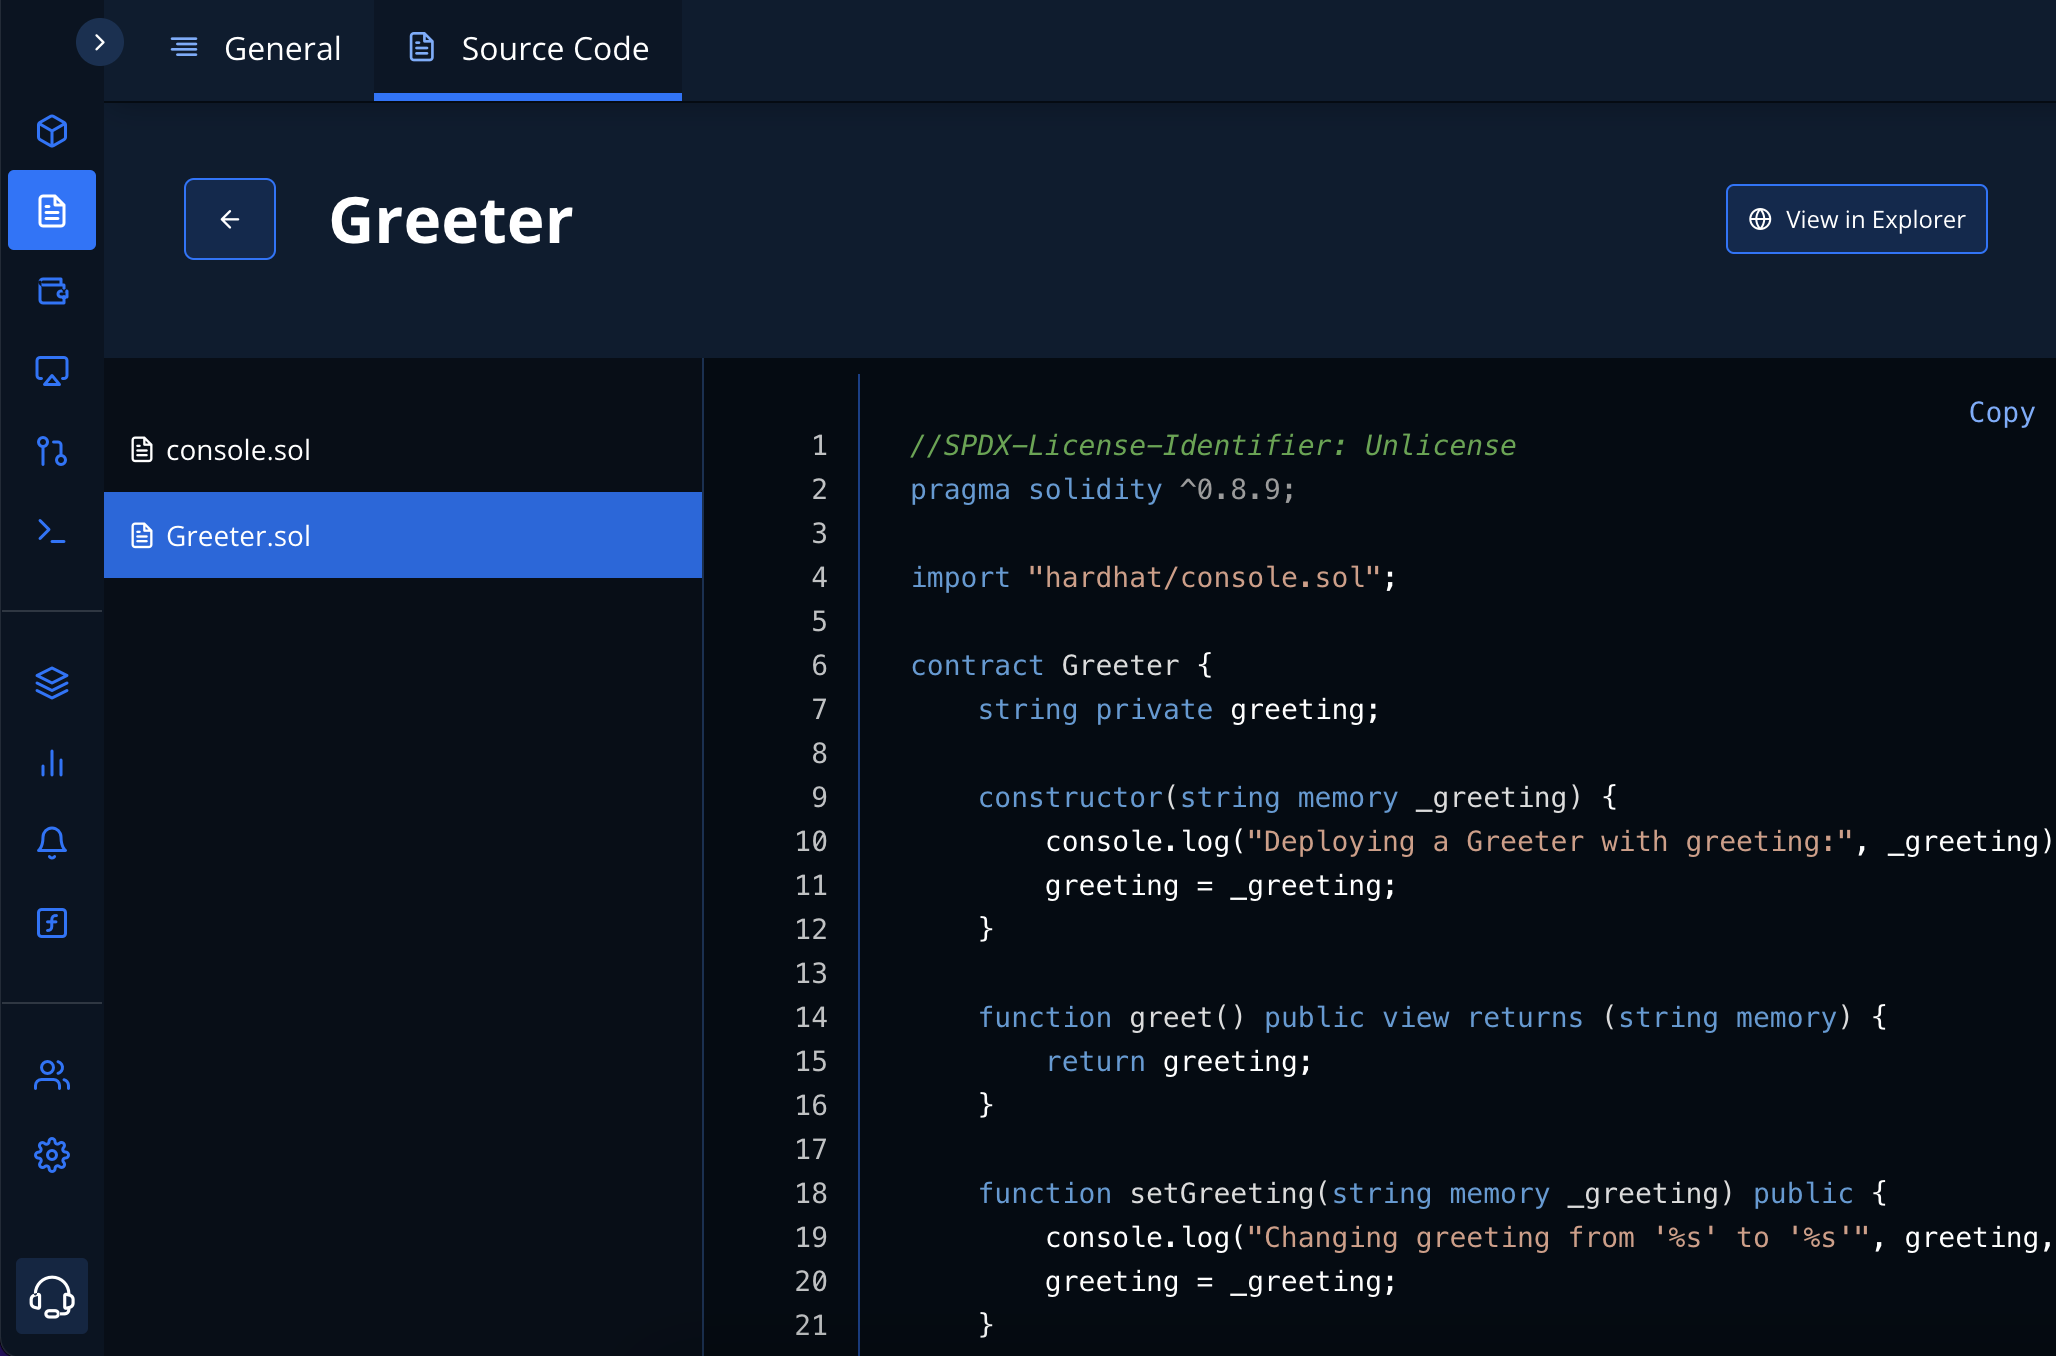 General
Source Code
Greeter
View in Explorer
console.sol
Greeter.sol
Copy
1 //SPDX-License-Identifier: Unlicense
2 pragma solidity ^0.8.9;
3
4 import "hardhat/console.sol";
5
6 contract Greeter {
7     string private greeting;
8
9     constructor(string memory _greeting) {
10         console.log("Deploying a Greeter with greeting:", _greeting)
11         greeting = _greeting;
12     }
13
14     function greet() public view returns (string memory) {
15         return greeting;
16     }
17
18     function setGreeting(string memory _greeting) public {
19         console.log("Changing greeting from '%s' to '%s'", greeting,
20         greeting = _greeting;
21     }